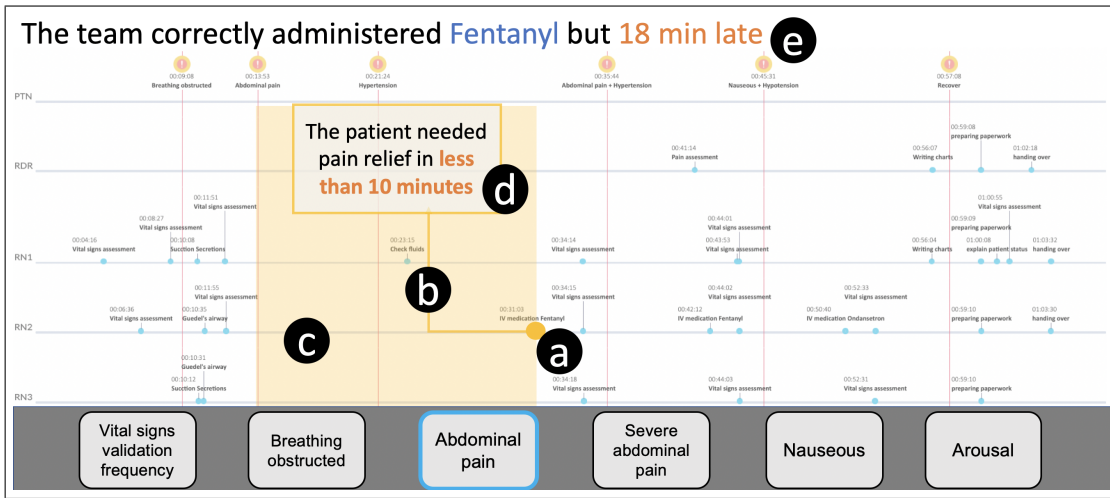 The team correctly administered Fentanyl but 18 min late
e
00:09:08
Breathing obstructed
00:13:53
Abdominal pain
00:21:24
Hypertension
00:35:44
Abdominal pain + Hypertension
00:45:31
Nauseous + Hypotension
00:57:08
Recover
PTN
The patient needed
pain relief in less
than 10 minutes
d
RDR
00:41:14
Pain assessment
00:56:07
Writing charts
00:59:08
preparing paperwork
01:02:18
handing over
RN1
00:04:16
Vital signs assessment
00:08:27
Vital signs assessment
00:10:08
Sucction Secretions
00:11:51
Vital signs assessment
00:23:15
Check fluids
00:34:14
Vital signs assessment
00:44:01
Vital signs assessment
00:43:53
Vital signs assessment
00:56:04
Writing charts
00:59:09
preparing paperwork
01:00:08
explain patient status
01:00:55
Vital signs assessment
01:03:32
handing over
b
RN2
00:06:36
Vital signs assessment
00:10:35
Guedel's airway
00:11:55
Vital signs assessment
00:31:03
IV medication Fentanyl
00:34:15
Vital signs assessment
00:42:12
IV medication Fentanyl
00:44:02
Vital signs assessment
00:50:40
IV medication Ondansetron
00:52:33
Vital signs assessment
00:59:10
preparing paperwork
01:03:30
handing over
c
a
RN3
00:10:12
Sucction Secretions
00:10:31
Guedel's airway
00:34:18
Vital signs assessment
00:44:03
Vital signs assessment
00:52:31
Vital signs assessment
00:59:10
preparing paperwork
Vital signs
validation
frequency
Breathing
obstructed
Abdominal
pain
Severe
abdominal
pain
Nauseous
Arousal